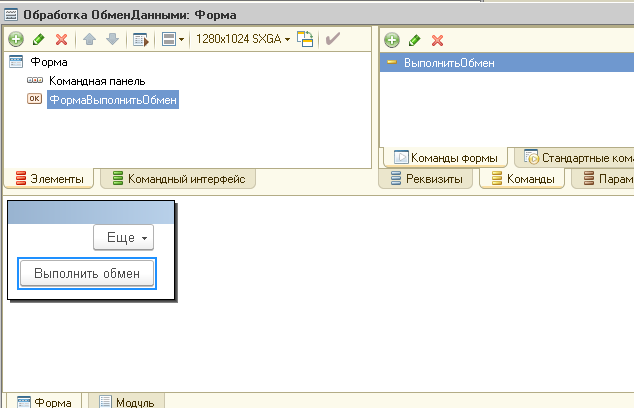 Обработка ОбменДанными: Форма
1280x1024 SXGA
Форма
Командная панель
OK ФормаВыполнитьОбмен
Элементы Командный интерфейс
ВыполнитьОбмен
Команды формы Стандартные кома
Реквизиты Команды Парам
Еще
Выполнить обмен
Форма Модуль